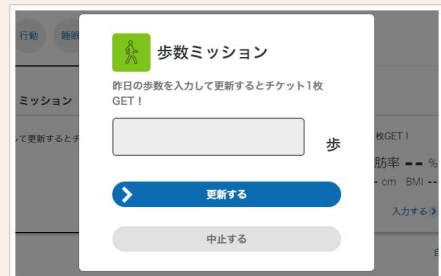 行動 睡眠
歩数ミッション
昨日の歩数を入力して更新するとチケット1枚
GET！
ミッション
して更新するとチ
枚GET！
歩
肪率 -- %
cm BMI --
更新する
入力する
中止する